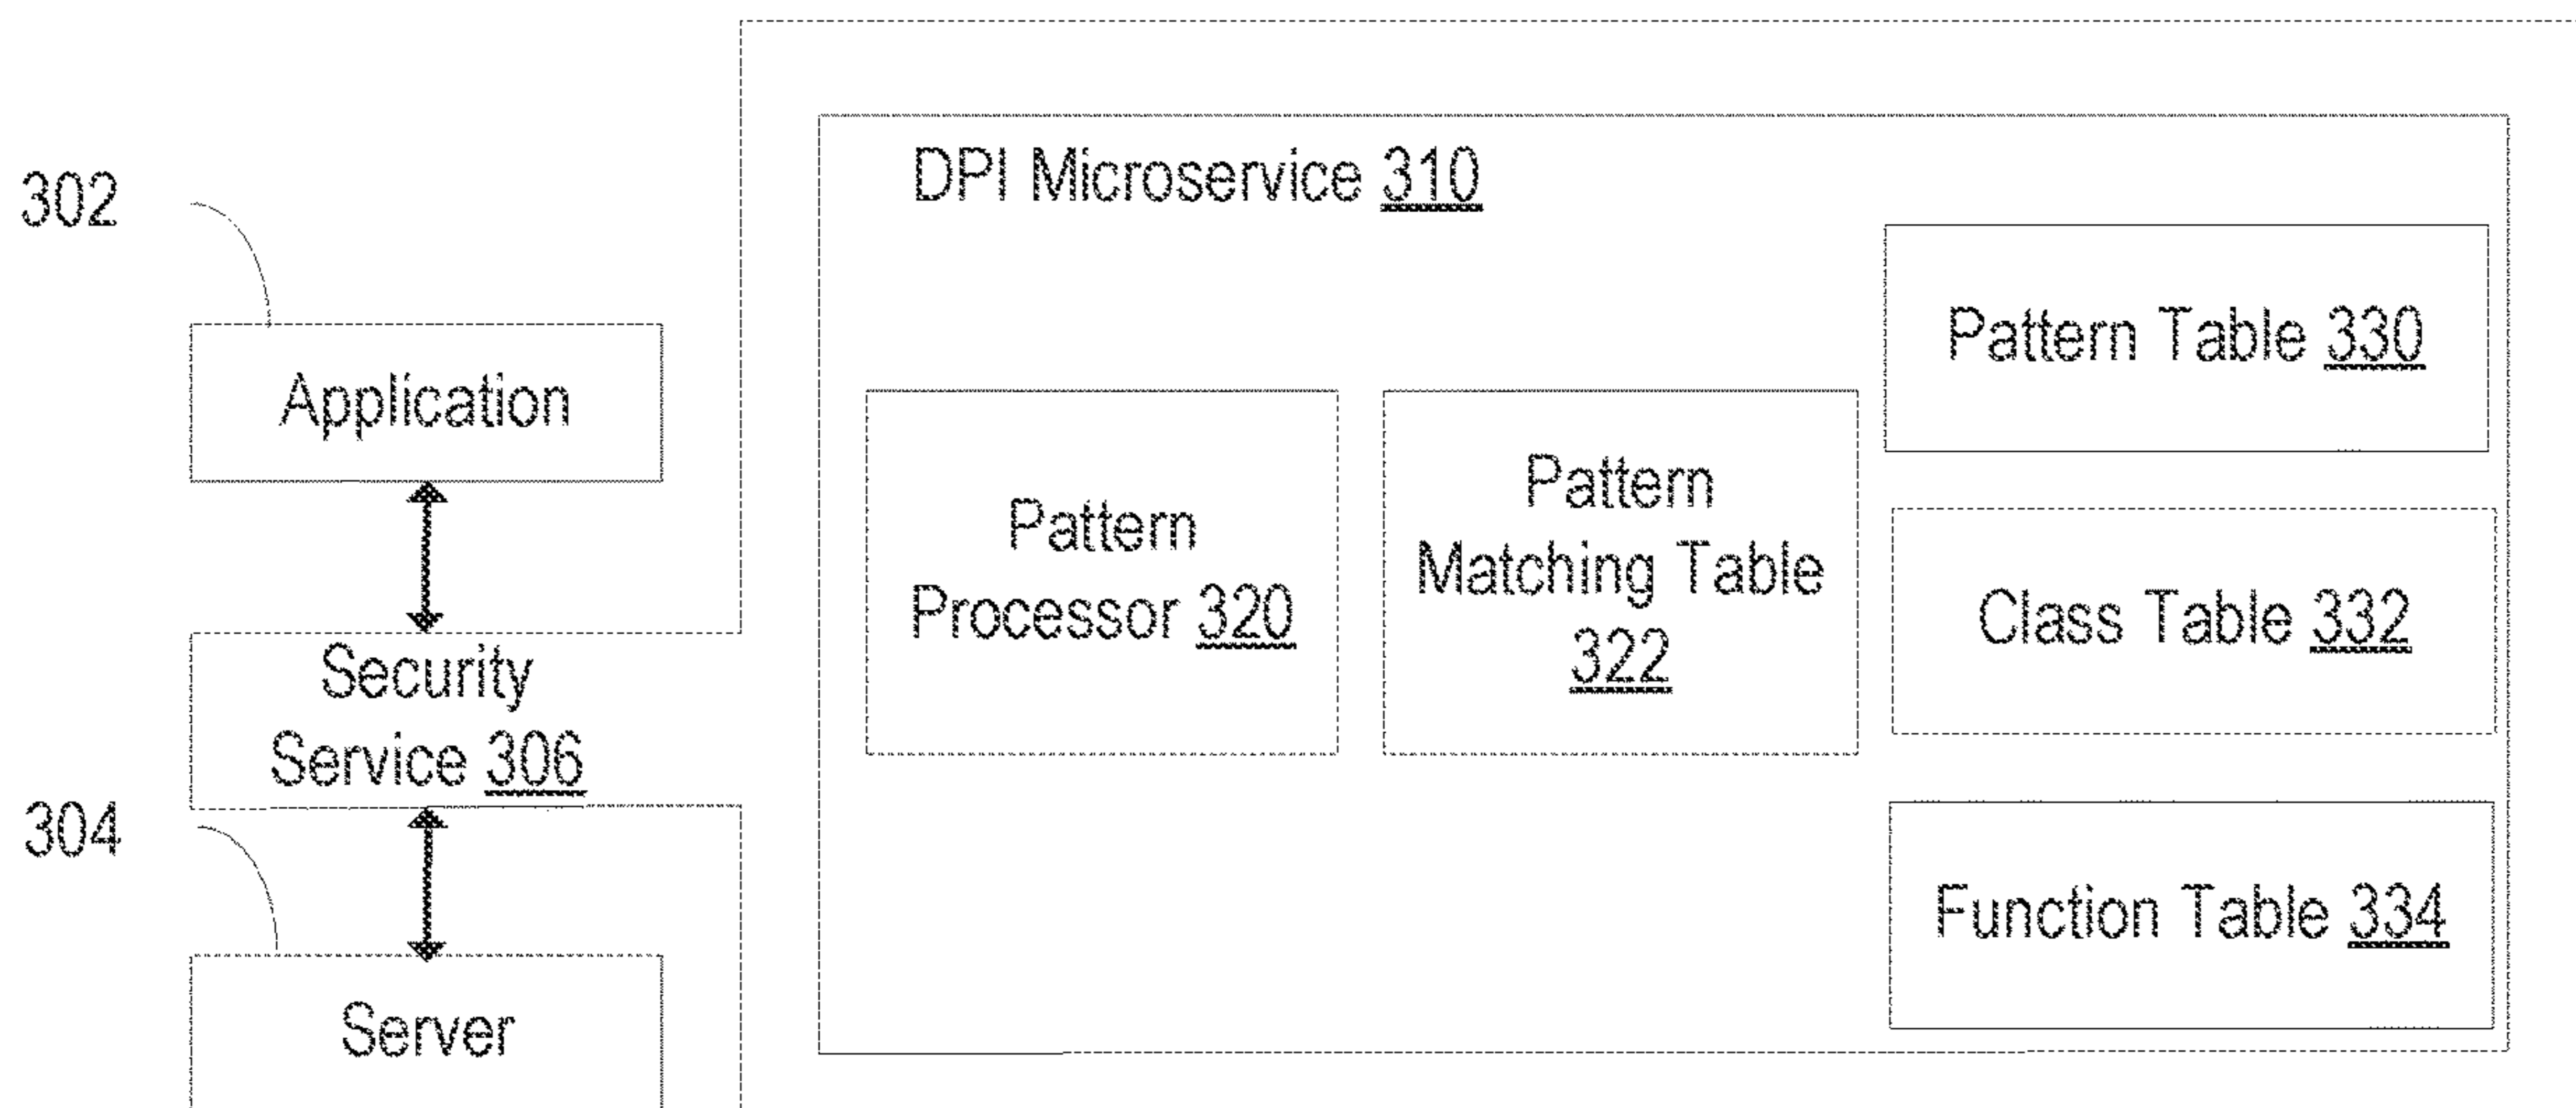 302
Application
Security
Service 306
304
Server
DPI Microservice 310
Pattern
Processor 320
Pattern
Matching Table
322
Pattern Table 330
Class Table 332
Function Table 334